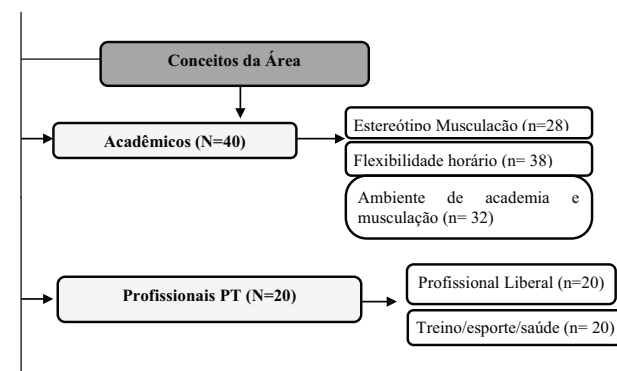 Conceitos da Área
Acadêmicos (N=40)
Estereótipo Musculação (n=28)
Flexibilidade horário (n= 38)
Ambiente de academia e
musculação (n= 32)
Profissionais PT (N=20)
Profissional Liberal (n=20)
Treino/esporte/saúde (n= 20)